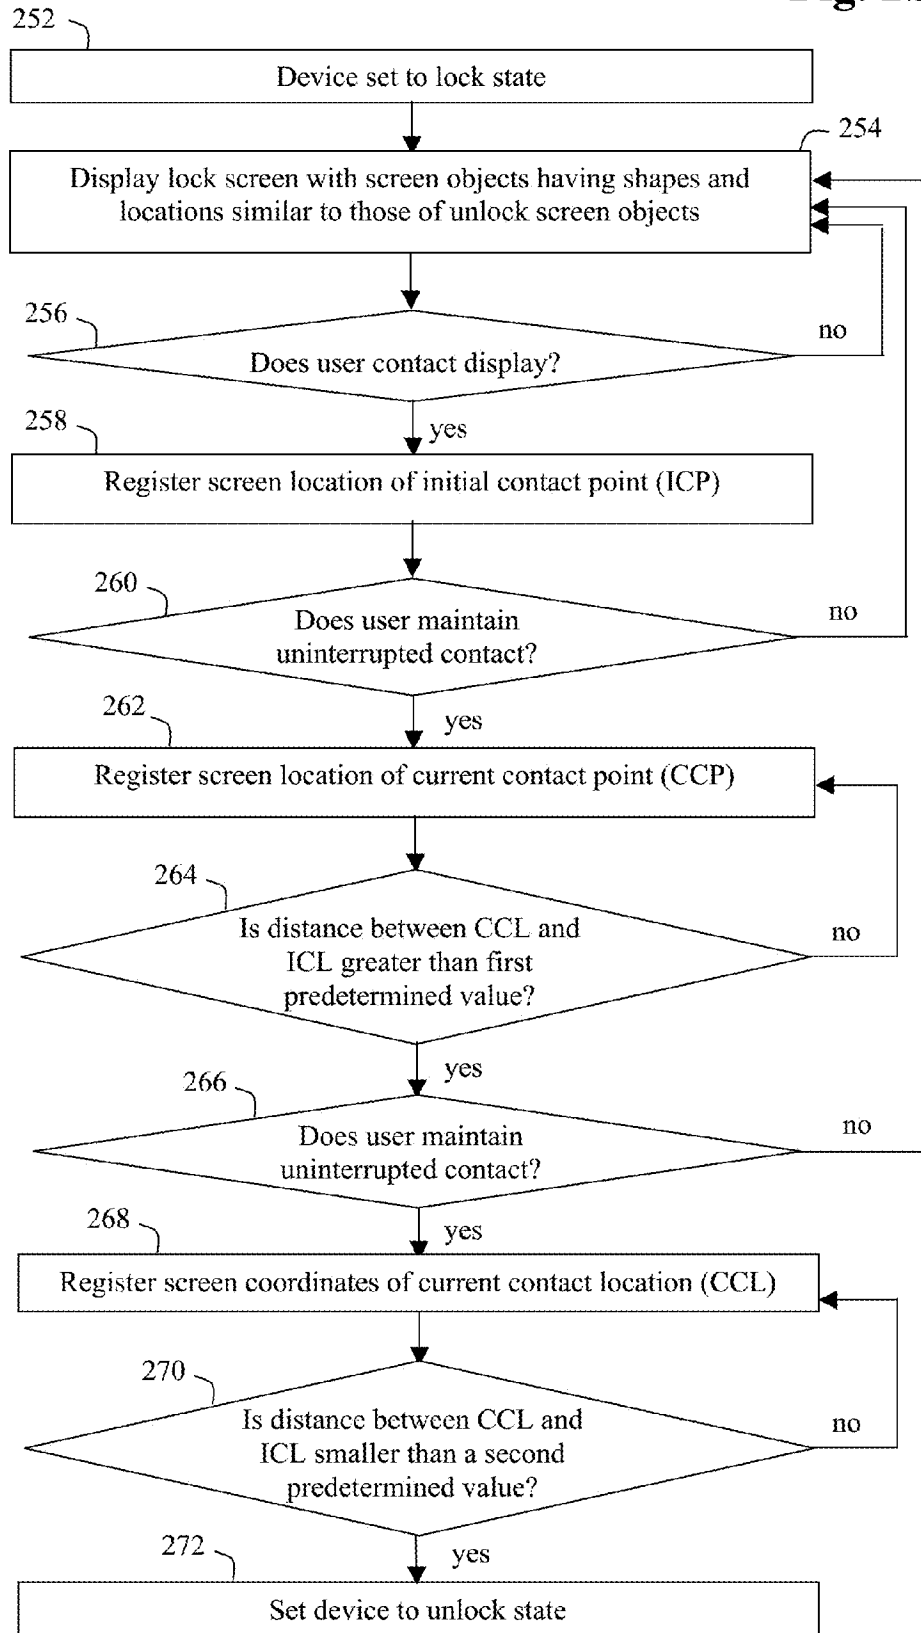 252
Device set to lock state
254
Display lock screen with screen objects having shapes and
locations similar to those of unlock screen objects
256
no
Does user contact display?
yes
258
Register screen location of initial contact point (ICP)
260
no
Does user maintain
uninterrupted contact?
yes
262
Register screen location of current contact point (CCP)
264
Is distance between CCL and
no
ICL greater than first
predetermined value?
yes
266
no
Does user maintain
uninterrupted contact?
yes
268
Register screen coordinates of current contact location (CCL)
270
Is distance between CCL and
no
ICL smaller than a second
predetermined value?
yes
272
Set device to unlock state